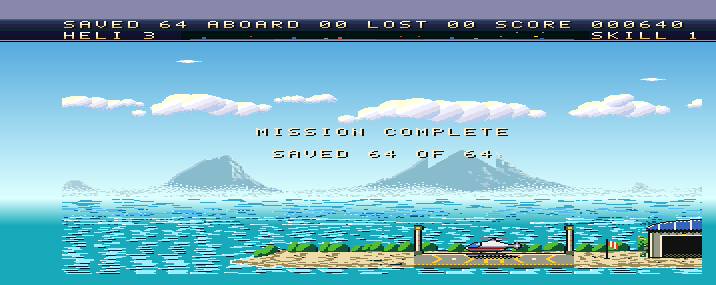 SAVED 64 ABOARD 00 LOST 00 SCORE 000640
HELI 3 SKILL 1
MISSION COMPLETE
SAVED 64 OF 64